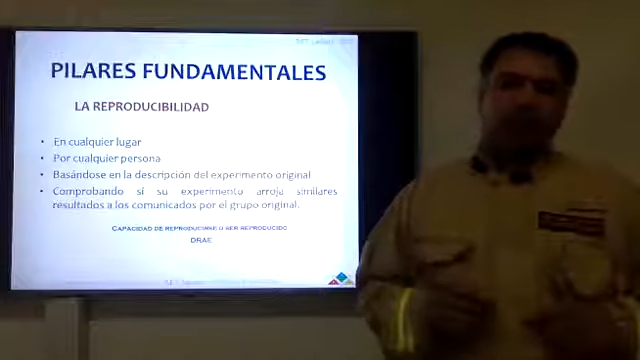 PILARES FUNDAMENTALES
LA REPRODUCIBILIDAD
• En cualquier lugar
• Por cualquier persona
• Basándose en la descripción del experimento original
• Comprobando si su experimento arroja similares
resultados a los comunicados por el grupo original.
CAPACIDAD DE REPRODUCIRSE O SER REPRODUCIDO
DRAE